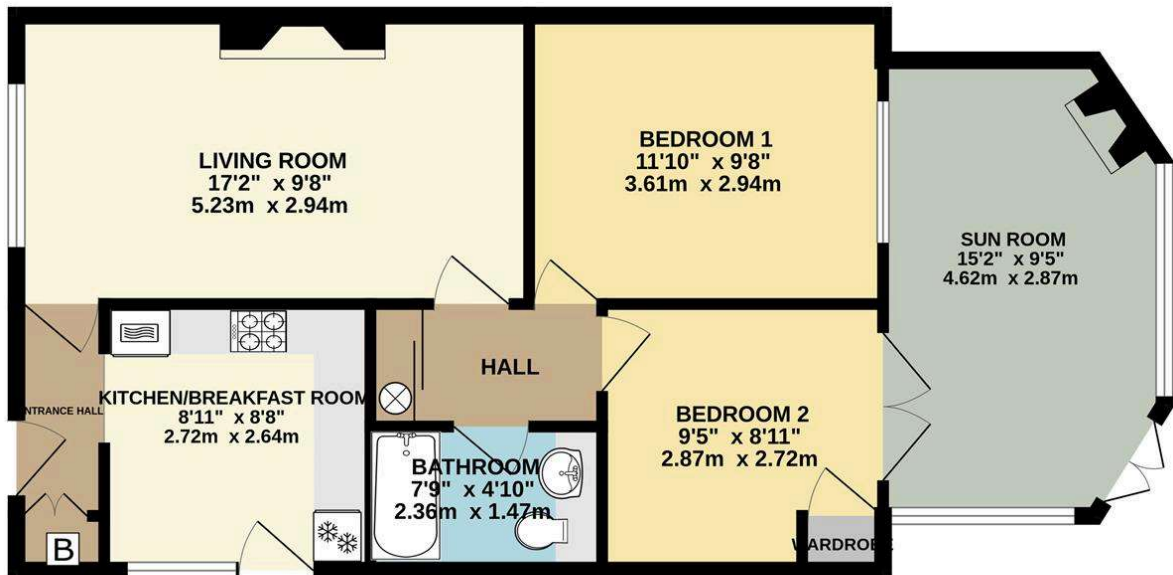 LIVING ROOM
17'2" x 9'8"
5.23m x 2.94m
BEDROOM 1
11'10" x 9'8"
3.61m x 2.94m
SUN ROOM
15'2" x 9'5"
4.62m x 2.87m
HALL
ENTRANCE HALL
KITCHEN/BREAKFAST ROOM
8'11" x 8'8"
2.72m x 2.64m
BEDROOM 2
9'5" x 8'11"
2.87m x 2.72m
BATHROOM
7'9" x 4'10"
2.36m x 1.47m
WARDROBE
B